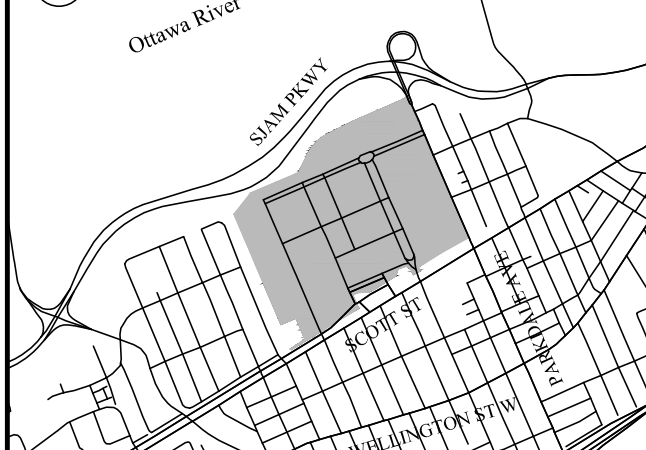 Ottawa River
SJAM PKWY
SCOTT ST
PARKDALE AVE
WELLINGTON ST W